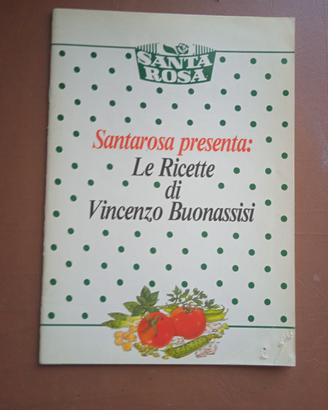 SANTA
ROSA
Santarosa presenta:
Le Ricette
di
Vincenzo Buonassisi